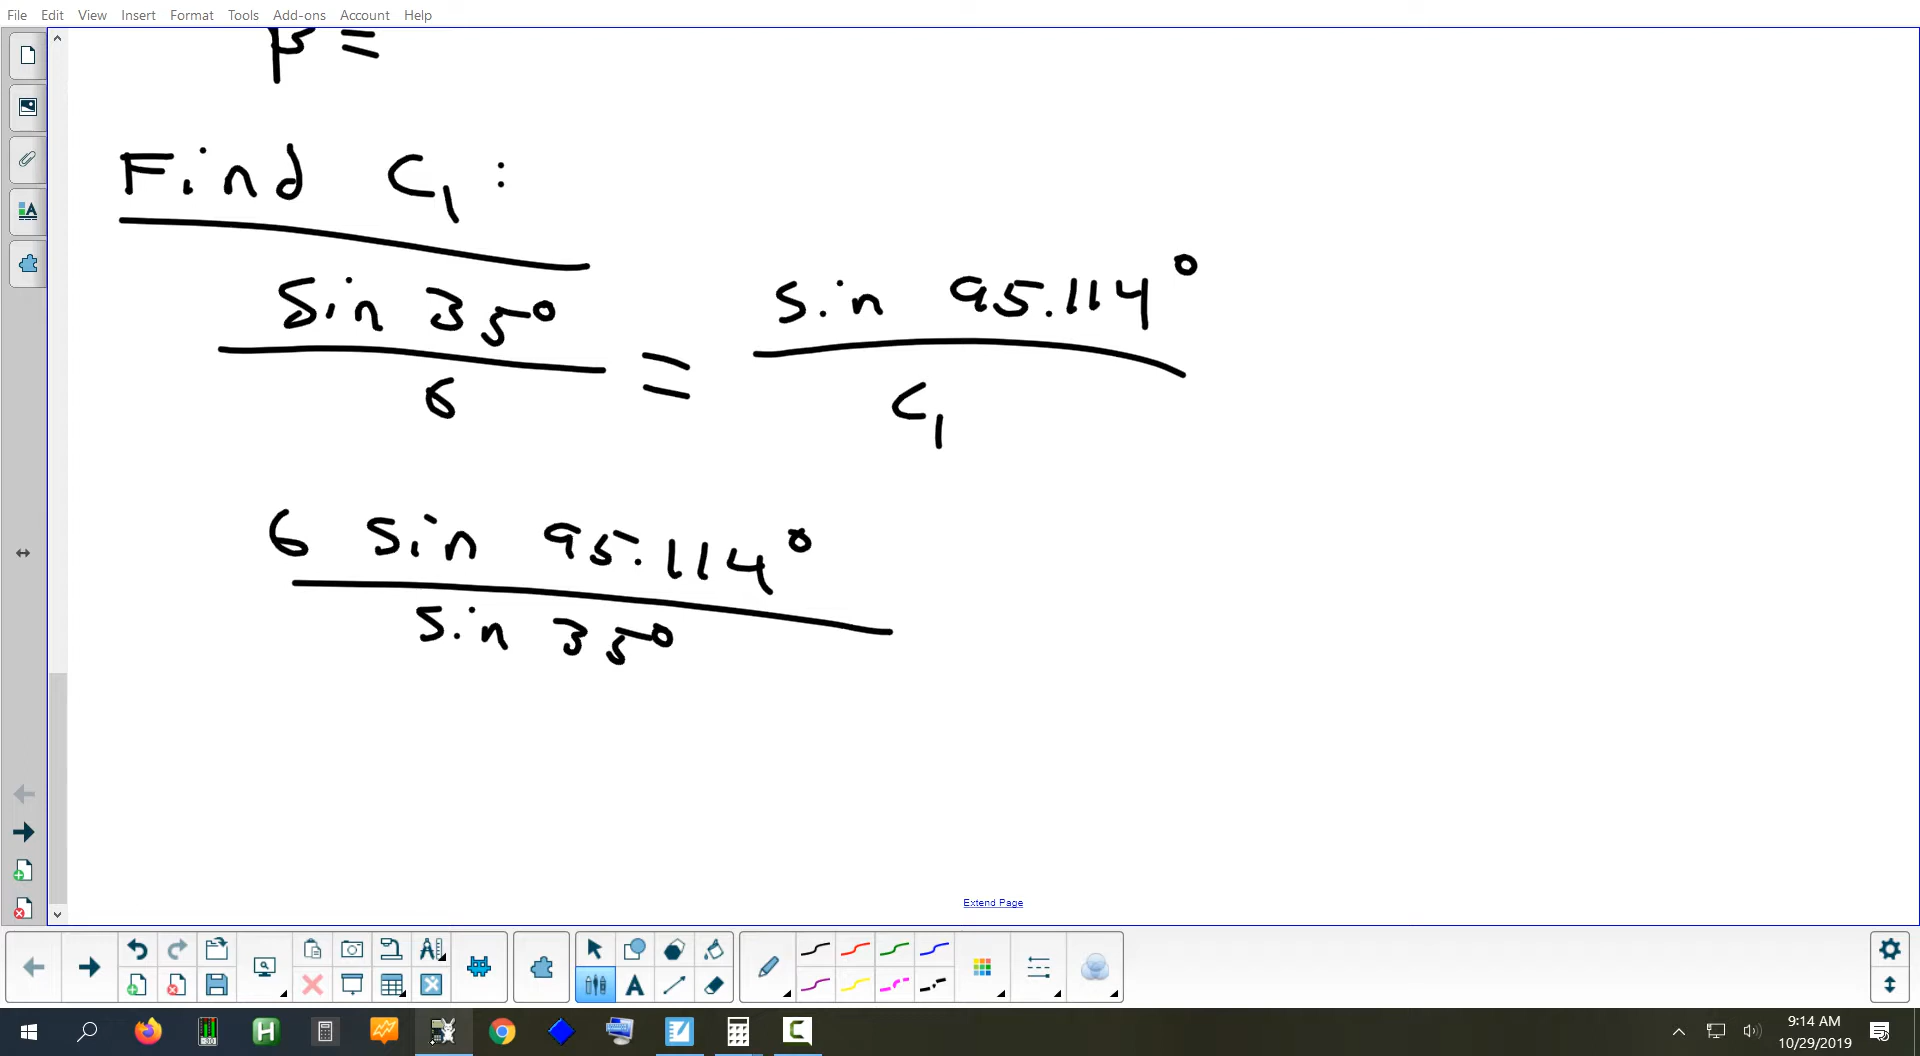 File Edit View Insert Format Tools Add-ons Account Help
β =
Find C₁ :
Sin 35° / 6 = Sin 95.114° / C₁
6 Sin 95.114° / Sin 35°
Extend Page
9:14 AM
10/29/2019